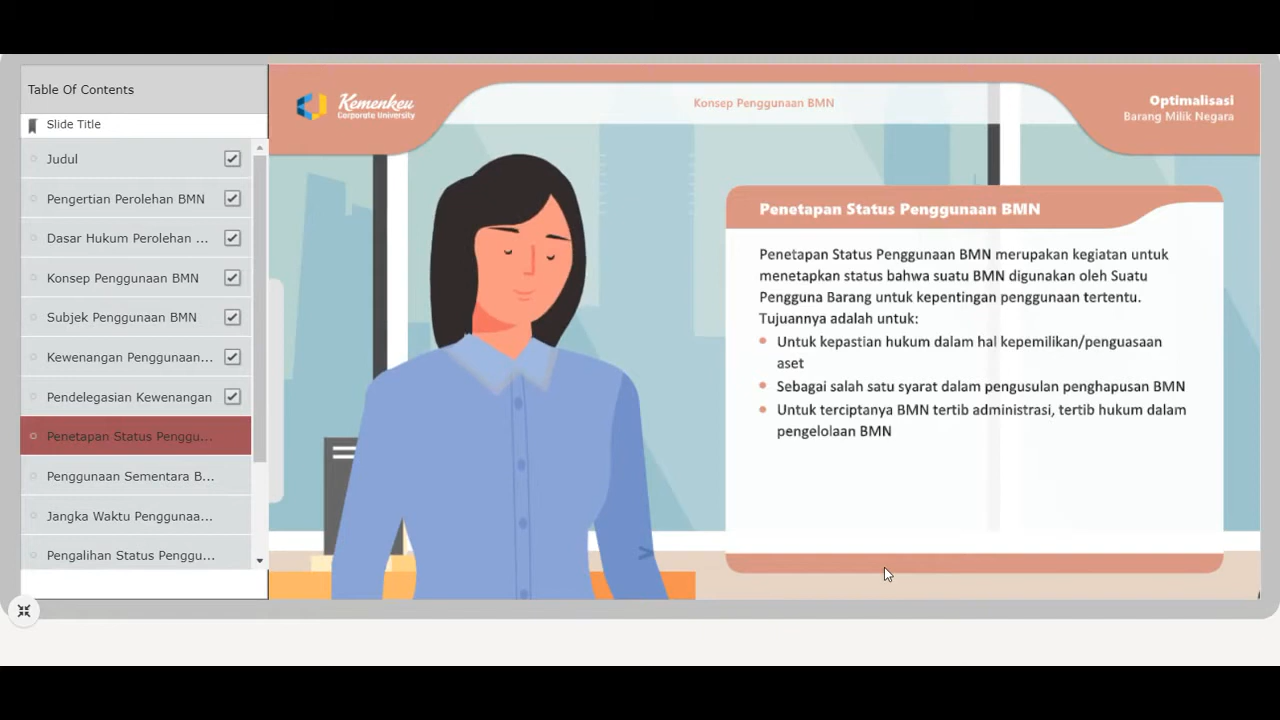 Table Of Contents
Slide Title
Judul
Pengertian Perolehan BMN
Dasar Hukum Perolehan ...
Konsep Penggunaan BMN
Subjek Penggunaan BMN
Kewenangan Penggunaan...
Pendelegasian Kewenangan
Penetapan Status Penggu...
Penggunaan Sementara B...
Jangka Waktu Penggunaa...
Pengalihan Status Penggu...
Kemenkeu
Corporate University
Konsep Penggunaan BMN
Optimalisasi
Barang Milik Negara
Penetapan Status Penggunaan BMN
Penetapan Status Penggunaan BMN merupakan kegiatan untuk
menetapkan status bahwa suatu BMN digunakan oleh Suatu
Pengguna Barang untuk kepentingan penggunaan tertentu.
Tujuannya adalah untuk:
• Untuk kepastian hukum dalam hal kepemilikan/penguasaan
aset
• Sebagai salah satu syarat dalam pengusulan penghapusan BMN
• Untuk terciptanya BMN tertib administrasi, tertib hukum dalam
pengelolaan BMN